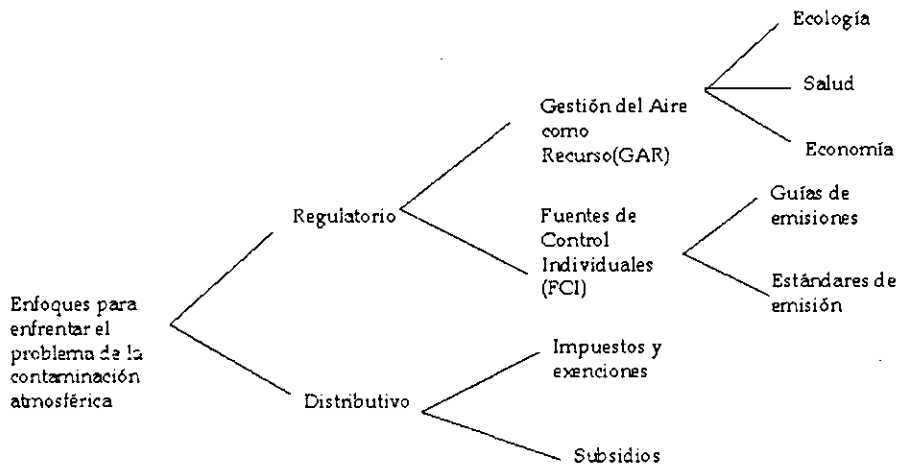 Ecología
Salud
Economía
Gestión del Aire
como
Recurso(GAR)
Regulatorio
Fuentes de
Control
Individuales
(FCI)
Guías de
emisiones
Estándares de
emisión
Enfoques para
enfrentar el
problema de la
contaminación
atmosférica
Distributivo
Impuestos y
exenciones
Subsidios